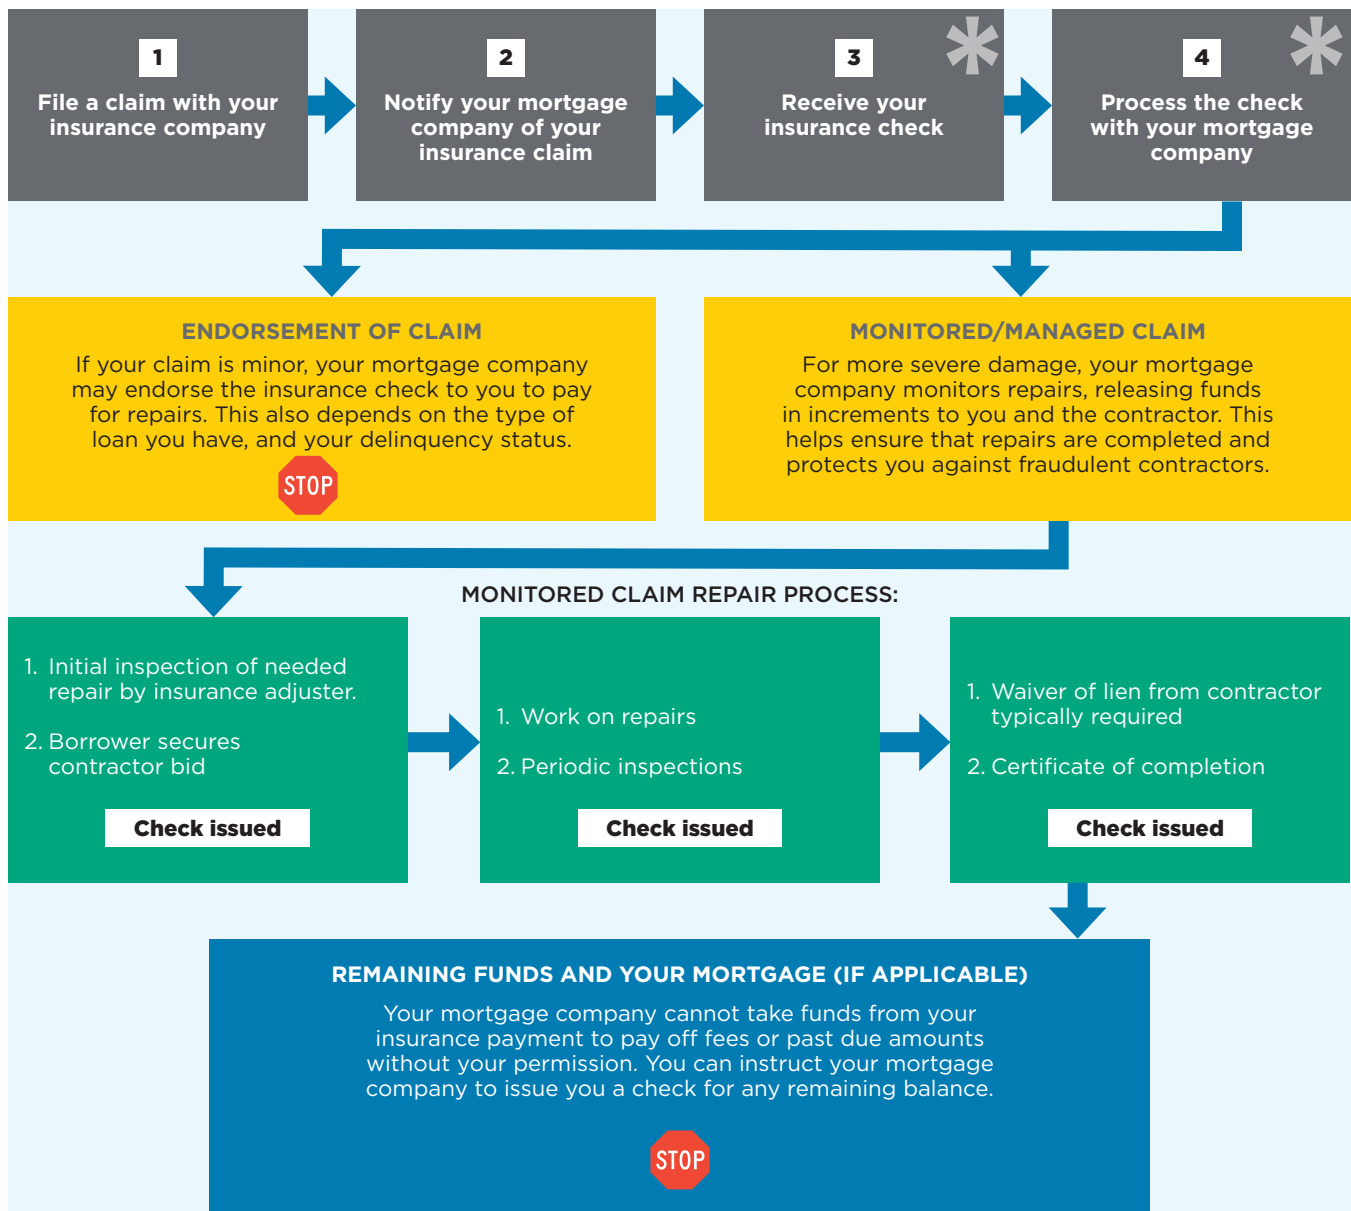 1
File a claim with your
insurance company
2
Notify your mortgage
company of your
insurance claim
3
Receive your
insurance check
*
4
Process the check
with your mortgage
company
*
ENDORSEMENT OF CLAIM
If your claim is minor, your mortgage company
may endorse the insurance check to you to pay
for repairs. This also depends on the type of
loan you have, and your delinquency status.
STOP
MONITORED/MANAGED CLAIM
For more severe damage, your mortgage
company monitors repairs, releasing funds
in increments to you and the contractor. This
helps ensure that repairs are completed and
protects you against fraudulent contractors.
MONITORED CLAIM REPAIR PROCESS:
1. Initial inspection of needed
repair by insurance adjuster.
2. Borrower secures
contractor bid
Check issued
1. Work on repairs
2. Periodic inspections
Check issued
1. Waiver of lien from contractor
typically required
2. Certificate of completion
Check issued
REMAINING FUNDS AND YOUR MORTGAGE (IF APPLICABLE)
Your mortgage company cannot take funds from your
insurance payment to pay off fees or past due amounts
without your permission. You can instruct your mortgage
company to issue you a check for any remaining balance.
STOP